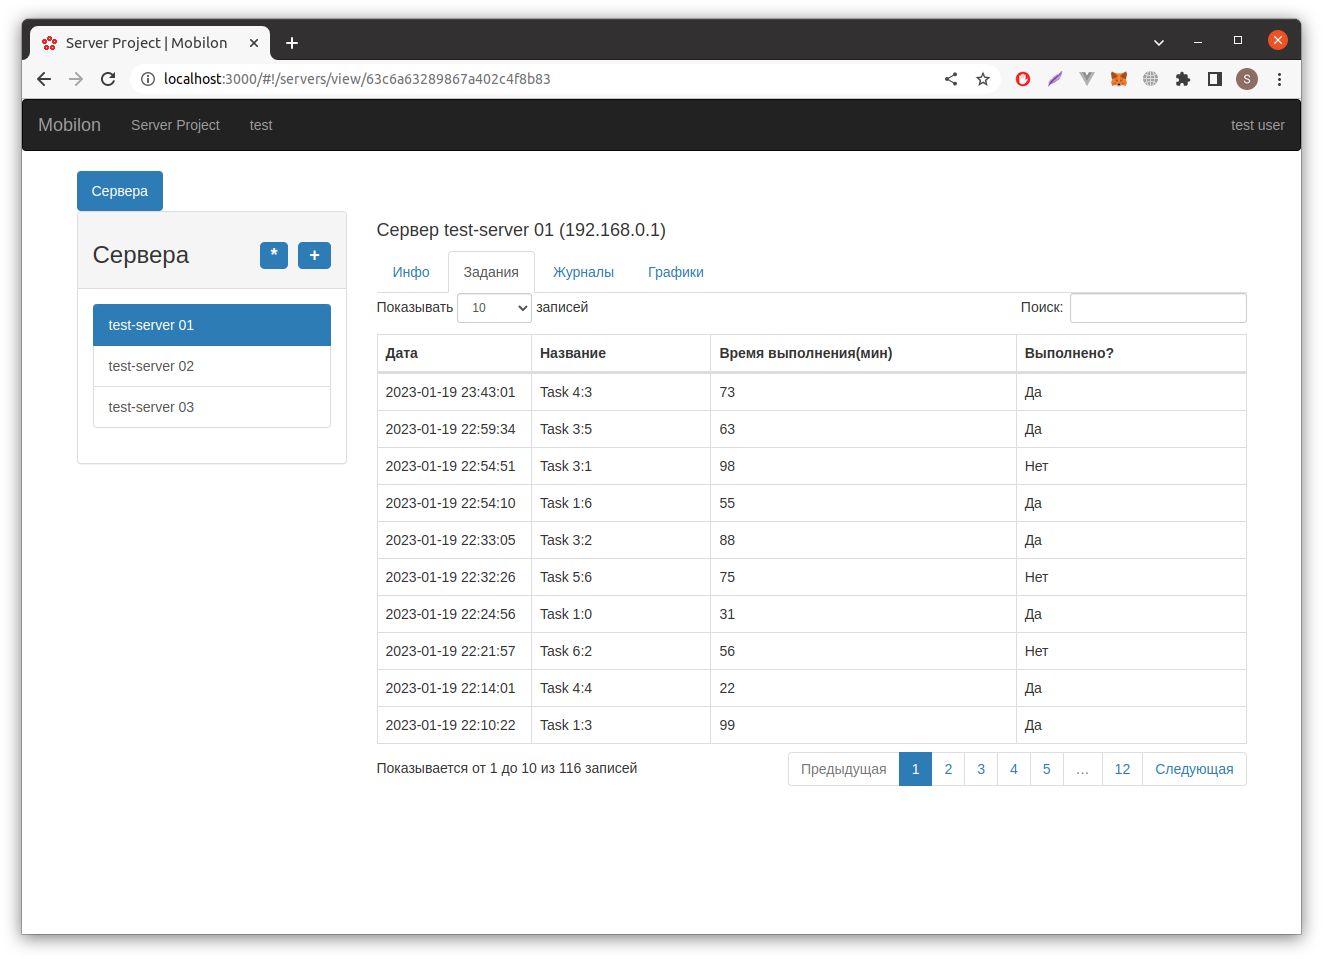 Server Project | Mobilon
localhost:3000/#!/servers/view/63c6a63289867a402c4f8b83
S
Mobilon Server Project test test user
Сервера
Сервера * +
test-server 01
test-server 02
test-server 03
Сервер test-server 01 (192.168.0.1)
Инфо Задания Журналы Графики
Показывать 10 записей Поиск:
Дата Название Время выполнения(мин) Выполнено?
2023-01-19 23:43:01 Task 4:3 73 Да
2023-01-19 22:59:34 Task 3:5 63 Да
2023-01-19 22:54:51 Task 3:1 98 Нет
2023-01-19 22:54:10 Task 1:6 55 Да
2023-01-19 22:33:05 Task 3:2 88 Да
2023-01-19 22:32:26 Task 5:6 75 Нет
2023-01-19 22:24:56 Task 1:0 31 Да
2023-01-19 22:21:57 Task 6:2 56 Нет
2023-01-19 22:14:01 Task 4:4 22 Да
2023-01-19 22:10:22 Task 1:3 99 Да
Показывается от 1 до 10 из 116 записей Предыдущая 1 2 3 4 5 … 12 Следующая